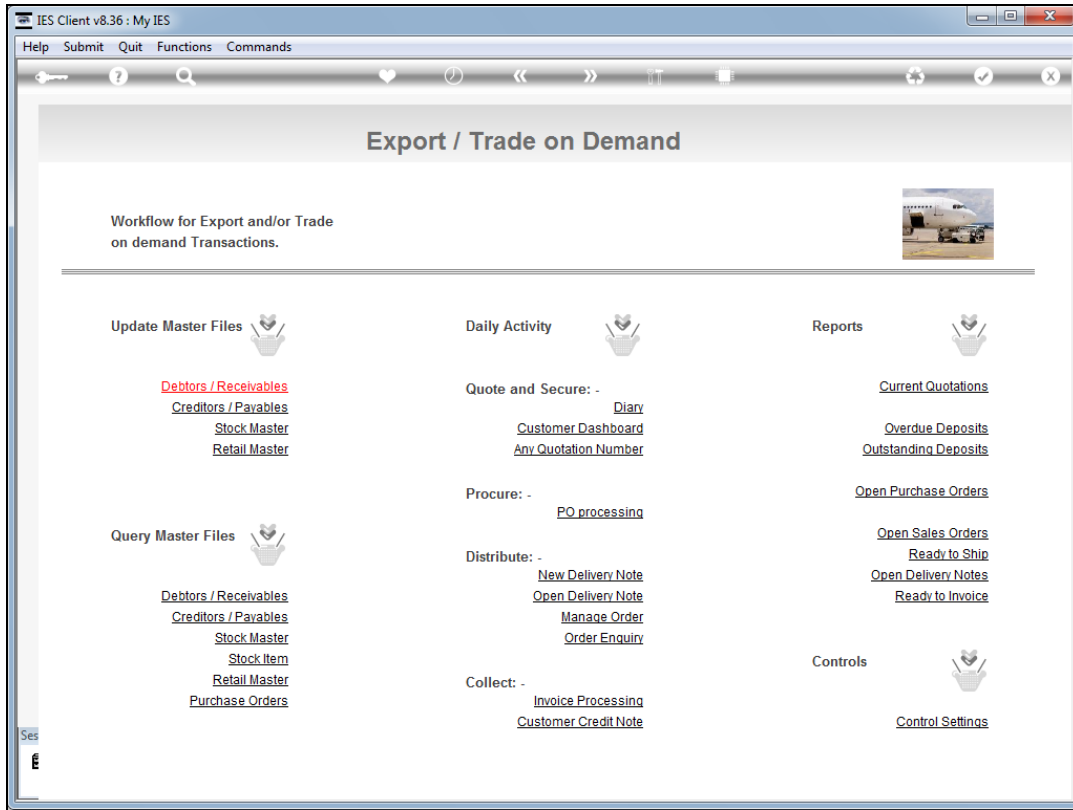 IES Client v8.36 : My IES
Help Submit Quit Functions Commands
Export / Trade on Demand
Workflow for Export and/or Trade
on demand Transactions.
Update Master Files
Debtors / Receivables
Creditors / Payables
Stock Master
Retail Master
Query Master Files
Debtors / Receivables
Creditors / Payables
Stock Master
Stock Item
Retail Master
Purchase Orders
Daily Activity
Quote and Secure: -
Diary
Customer Dashboard
Any Quotation Number
Procure: -
PO processing
Distribute: -
New Delivery Note
Open Delivery Note
Manage Order
Order Enquiry
Collect: -
Invoice Processing
Customer Credit Note
Reports
Current Quotations
Overdue Deposits
Outstanding Deposits
Open Purchase Orders
Open Sales Orders
Ready to Ship
Open Delivery Notes
Ready to Invoice
Controls
Control Settings
Ses